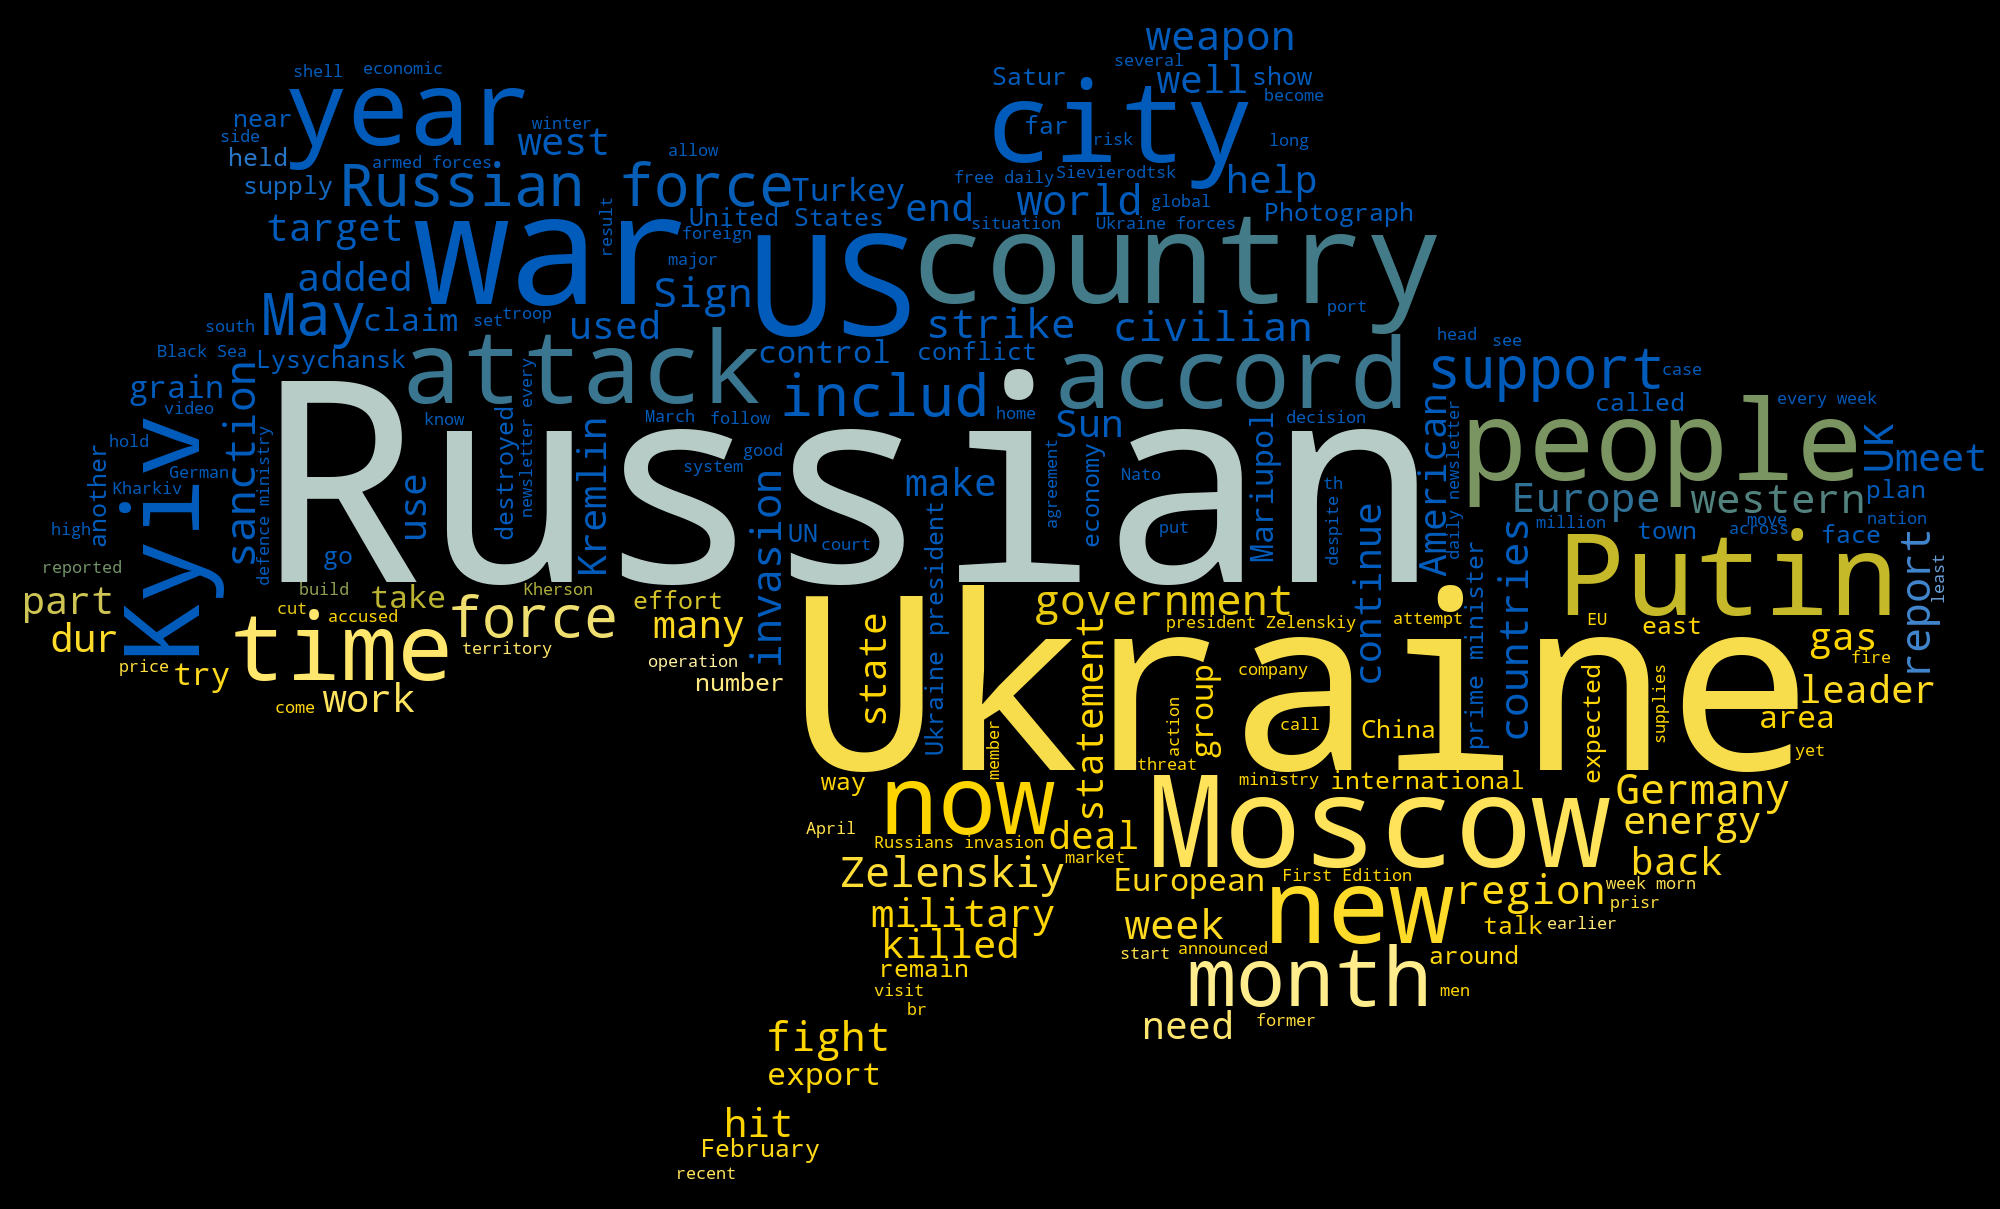 weapon
several
shell economic Satur well show
year city become
near winter far
side west risk long
held armed forces allow
supply Russian force Turkey free daily Sievierodtsk help
result United States end world global Photograph
target foreign situation Ukraine forces
war US country
added major Sign
May claim set troop used strike civilian port
south head see
Black Sea Lysychansk attack control conflict accord support case
grain sanction newsletter every includ every week
video know March follow home Sun decision American called
Kyiv Russian people UK
hold defence ministry destroyed Kremlin good Mariupol daily newsletter
another German use system agreement economy Nato meet
Kharkiv invasion make th Europe western plan
high UN court put despite continue countries million town across move face nation
go Ukraine president prime minister Putin report least
reported build Kherson
part cut accused take force effort government
dur time many state statement president Zelenskiy attempt EU east gas
price try territory operation Ukraine fire
come work number group company expected supplies leader
action call China area
member threat yet
way ministry international
now Moscow Germany
April deal energy
Russians invasion market back
Zelenskiy European First Edition region week morn
military week new prisr
killed talk earlier
remain start announced around
visit month men
br
fight need former
export
hit
February
recent